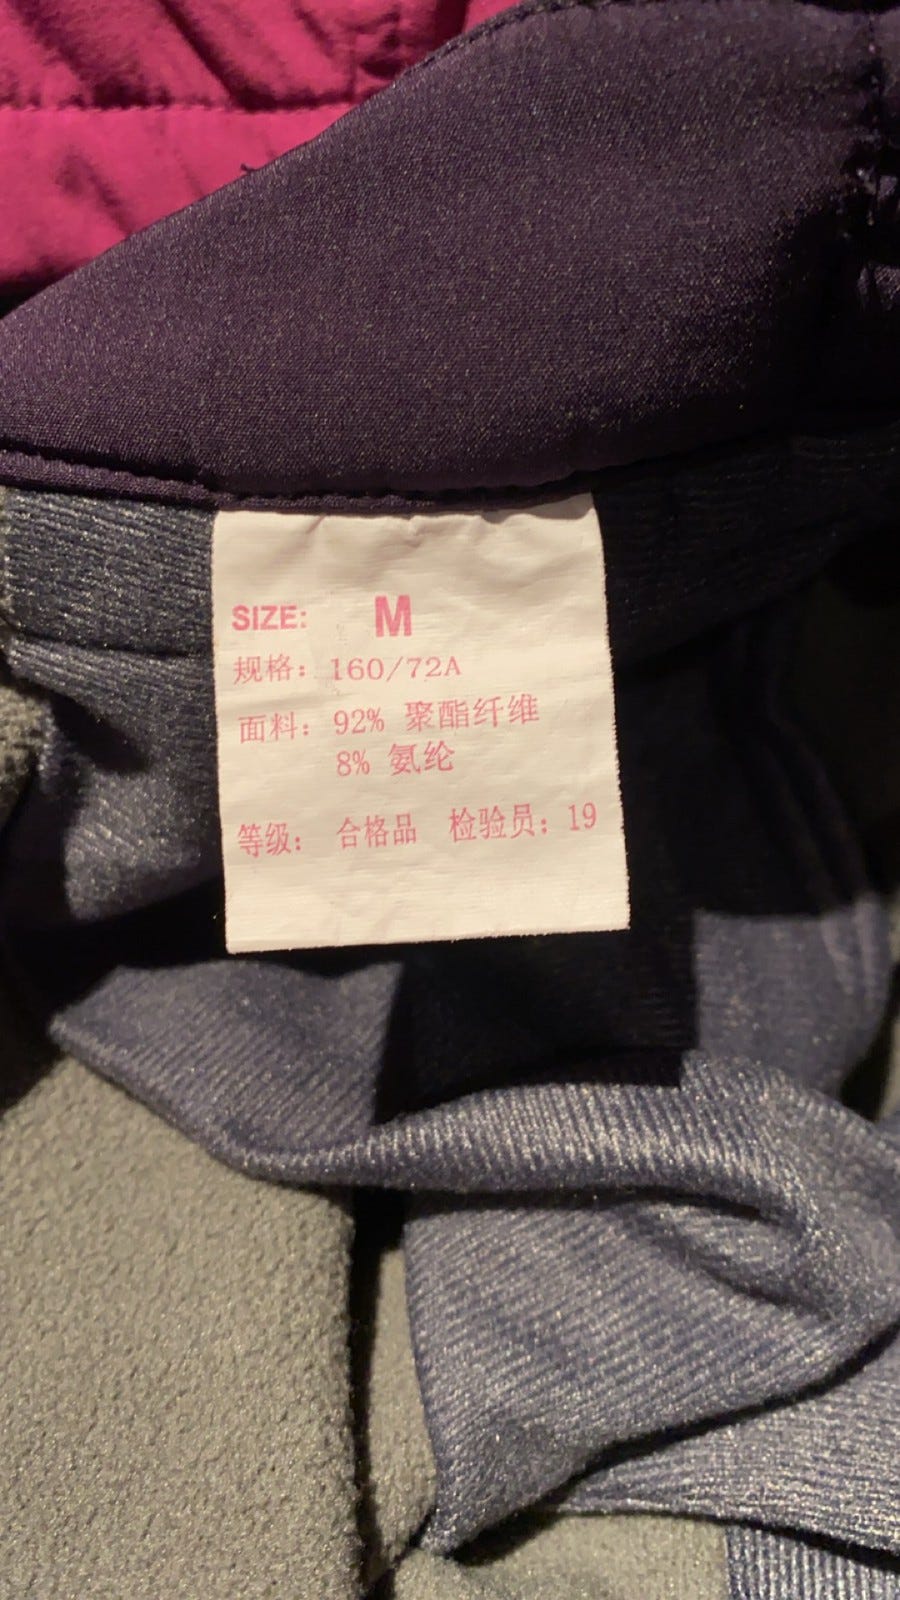 SIZE: M
规格：160/72A
面料：92% 聚酯纤维
8% 氨纶
等级： 合格品 检验员：19